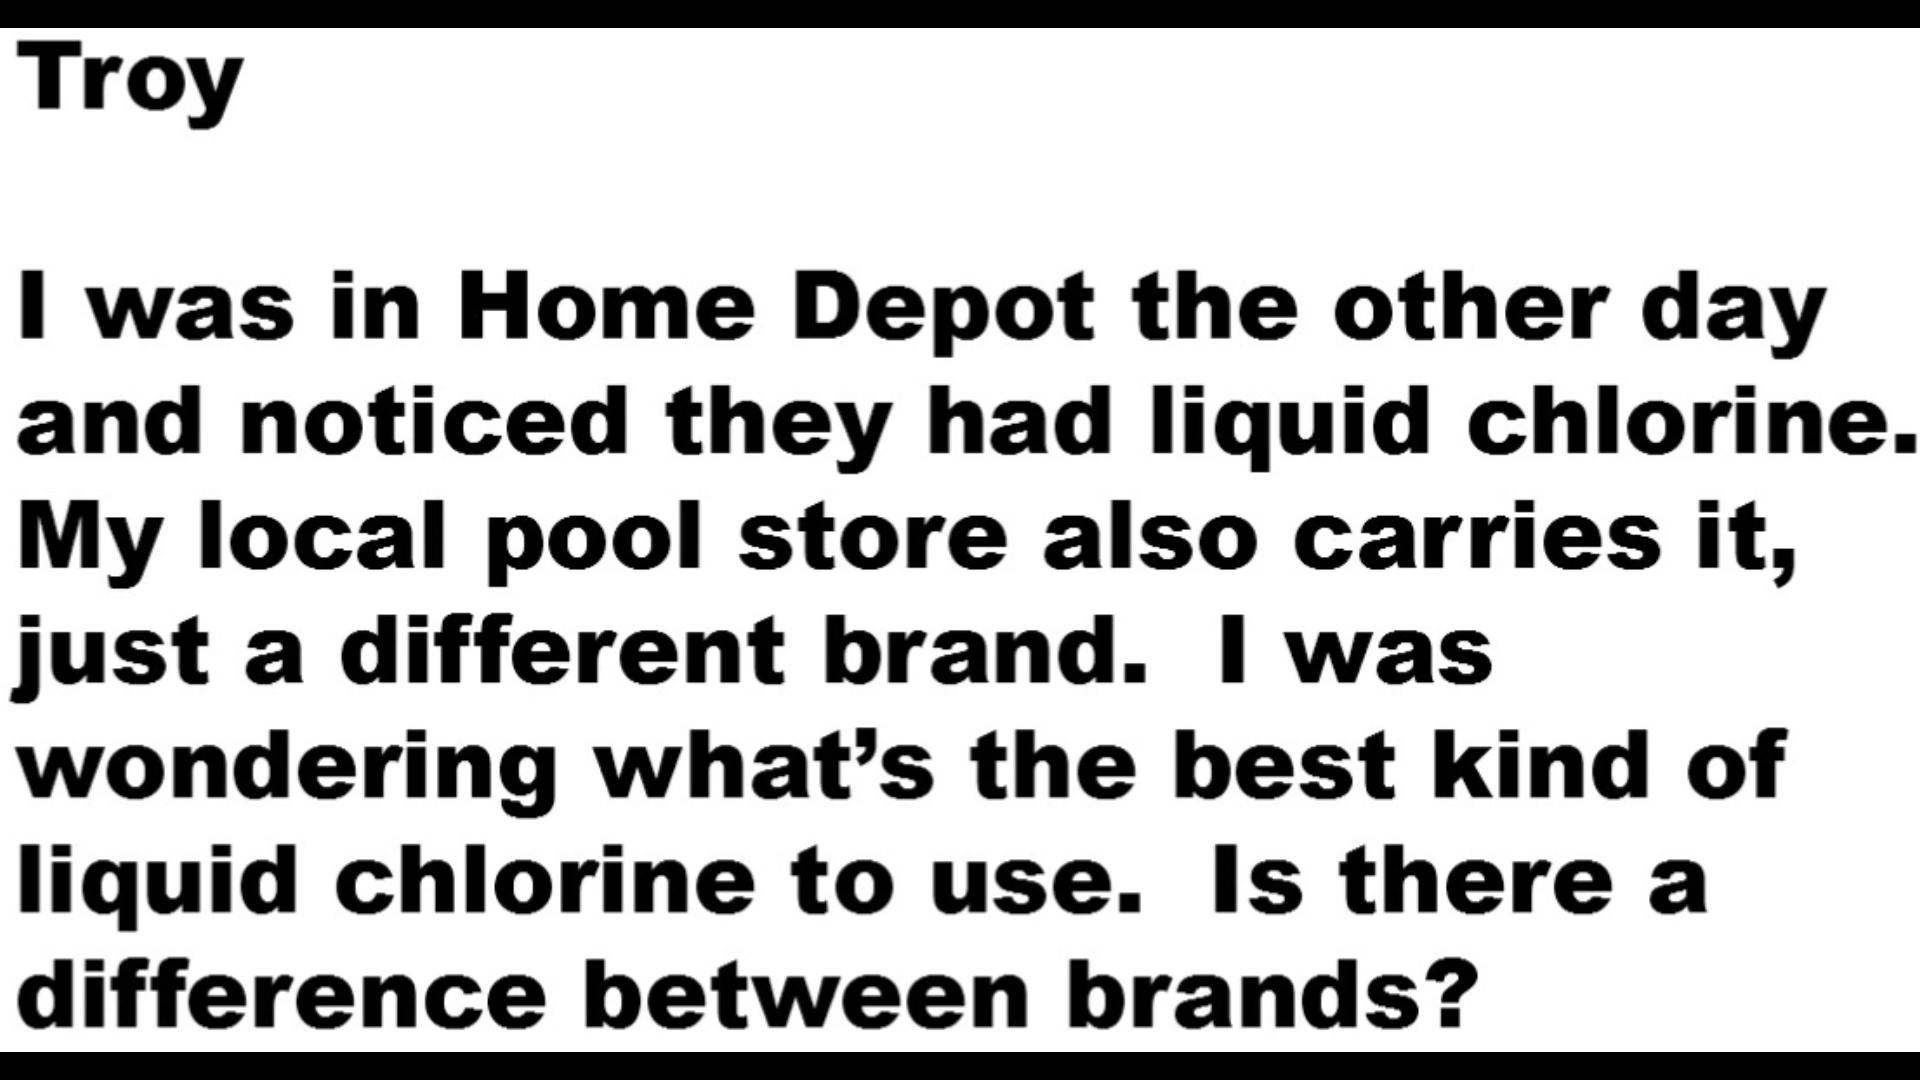 Troy
I was in Home Depot the other day
and noticed they had liquid chlorine.
My local pool store also carries it,
just a different brand.  I was
wondering what’s the best kind of
liquid chlorine to use.  Is there a
difference between brands?